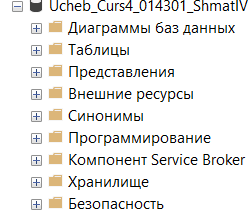 Ucheb_Curs4_014301_ShmatIV
Диаграммы баз данных
Таблицы
Представления
Внешние ресурсы
Синонимы
Программирование
Компонент Service Broker
Хранилище
Безопасность